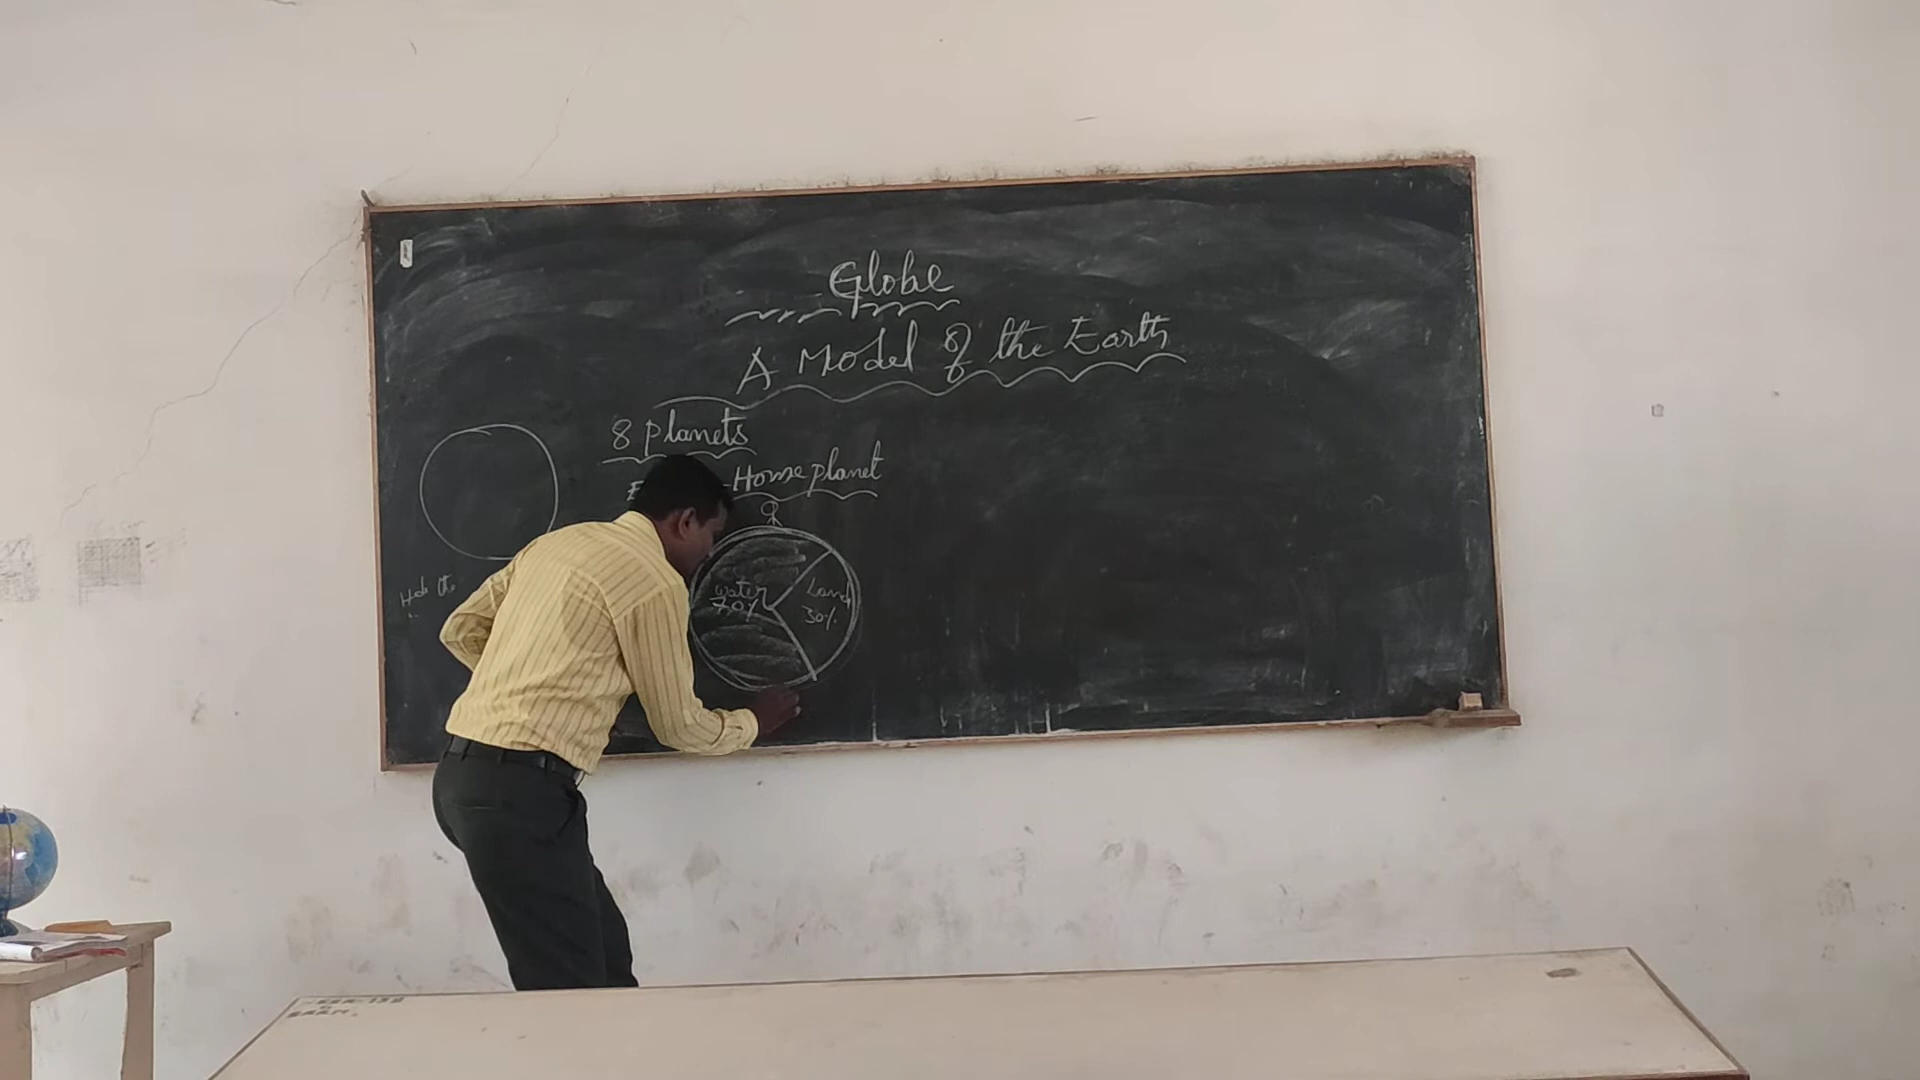 Globe
A Model of the Earth
8 planets
Home planet
water
70%
Land
30%